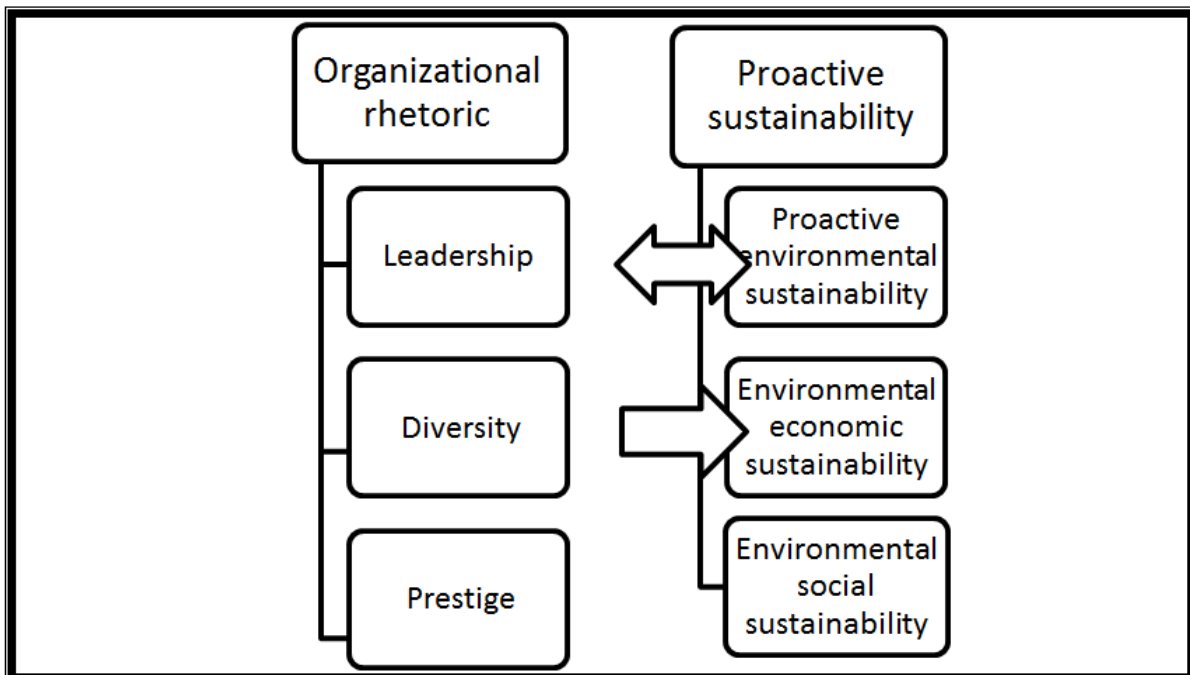 Organizational
rhetoric
Leadership
Diversity
Prestige
Proactive
sustainability
Proactive
environmental
sustainability
Environmental
economic
sustainability
Environmental
social
sustainability